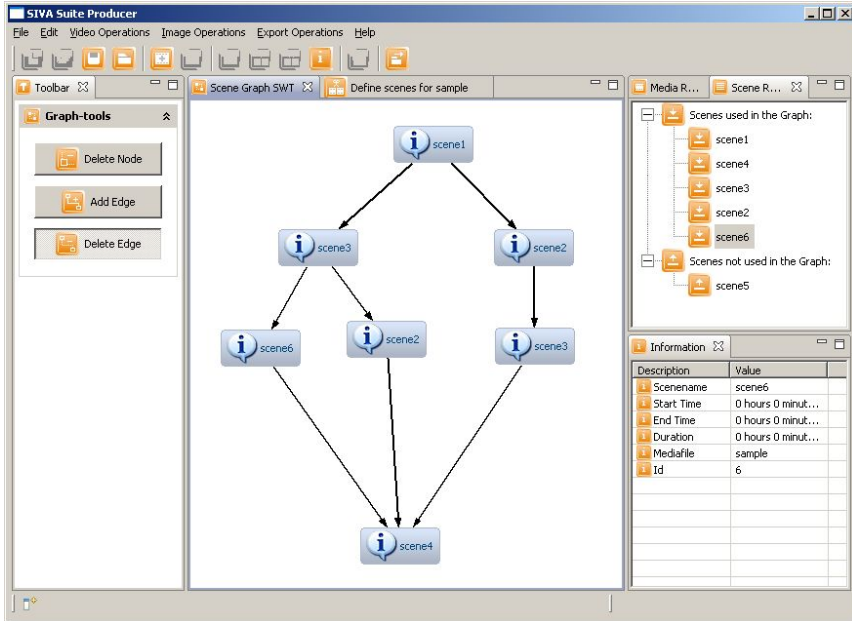 SIVA Suite Producer
File Edit Video Operations Image Operations Export Operations Help
Toolbar
Graph-tools
Delete Node
Add Edge
Delete Edge
Scene Graph SWT
Define scenes for sample
scene1
scene3
scene2
scene6
scene2
scene3
scene4
Media R...
Scene R...
Scenes used in the Graph:
scene1
scene4
scene3
scene2
scene6
Scenes not used in the Graph:
scene5
Information
Description Value
Scenename scene6
Start Time 0 hours 0 minut...
End Time 0 hours 0 minut...
Duration 0 hours 0 minut...
Mediafile sample
Id 6